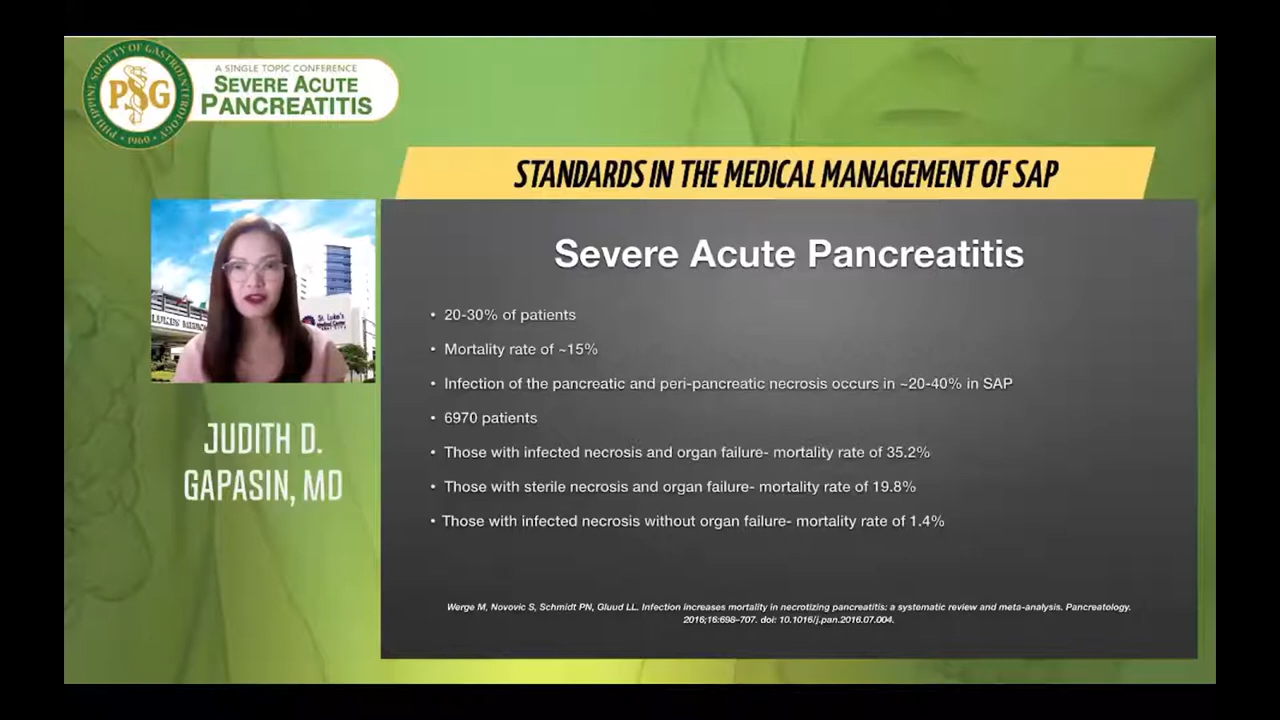 PHILIPPINE SOCIETY OF GASTROENTEROLOGY
PSG
1960
A SINGLE TOPIC CONFERENCE
SEVERE ACUTE
PANCREATITIS
STANDARDS IN THE MEDICAL MANAGEMENT OF SAP
St. Luke's
JUDITH D.
GAPASIN, MD
Severe Acute Pancreatitis
• 20-30% of patients
• Mortality rate of ~15%
• Infection of the pancreatic and peri-pancreatic necrosis occurs in ~20-40% in SAP
• 6970 patients
• Those with infected necrosis and organ failure- mortality rate of 35.2%
• Those with sterile necrosis and organ failure- mortality rate of 19.8%
• Those with infected necrosis without organ failure- mortality rate of 1.4%
Werge M, Novovic S, Schmidt PN, Gluud LL. Infection increases mortality in necrotizing pancreatitis: a systematic review and meta-analysis. Pancreatology.
2016;16:698–707. doi: 10.1016/j.pan.2016.07.004.